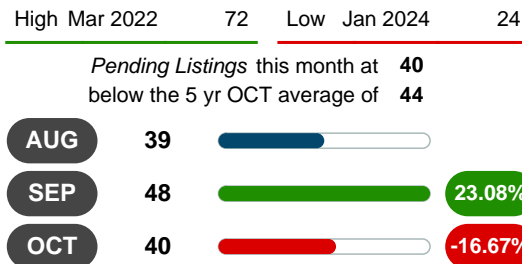 High Mar 2022 72 Low Jan 2024 24
Pending Listings this month at 40
below the 5 yr OCT average of 44
AUG 39
SEP 48 23.08%
OCT 40 -16.67%